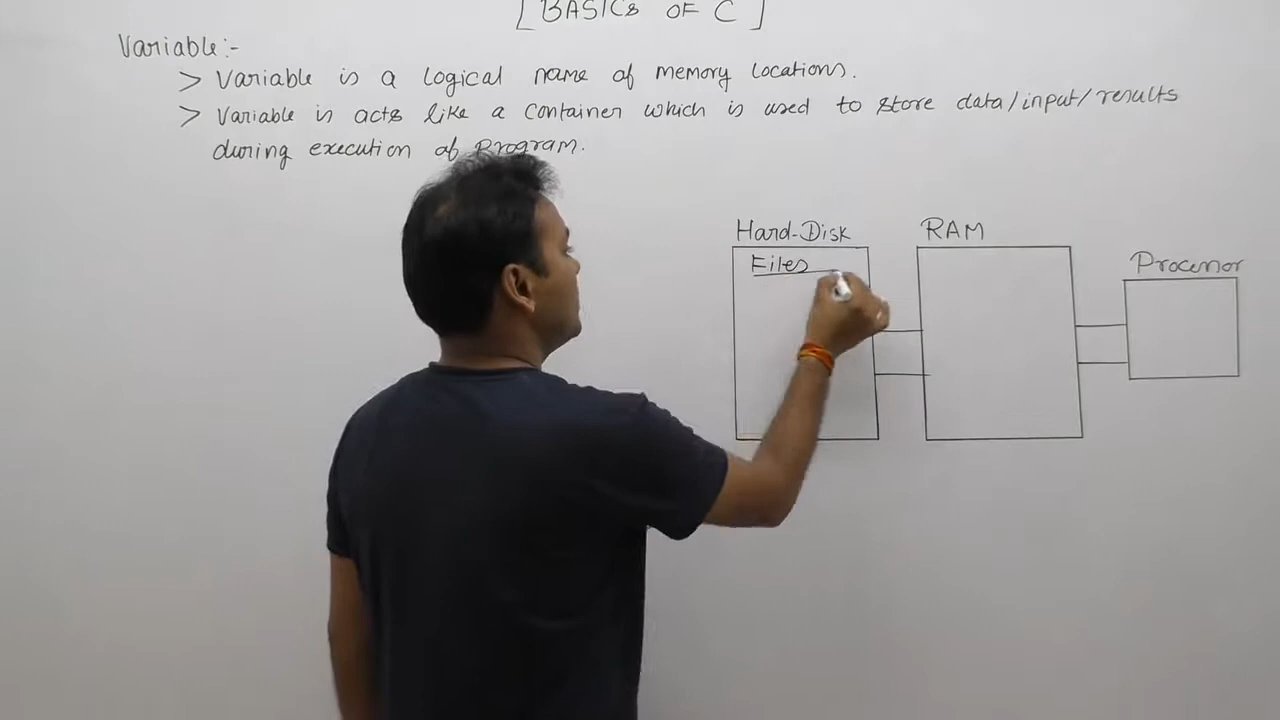 [ BASICS OF C ]
Variable:-
> Variable is a logical name of memory locations.
> Variable is acts like a container which is used to store data/input/results
during execution of Program.
Hard-Disk
RAM
Processor
Files